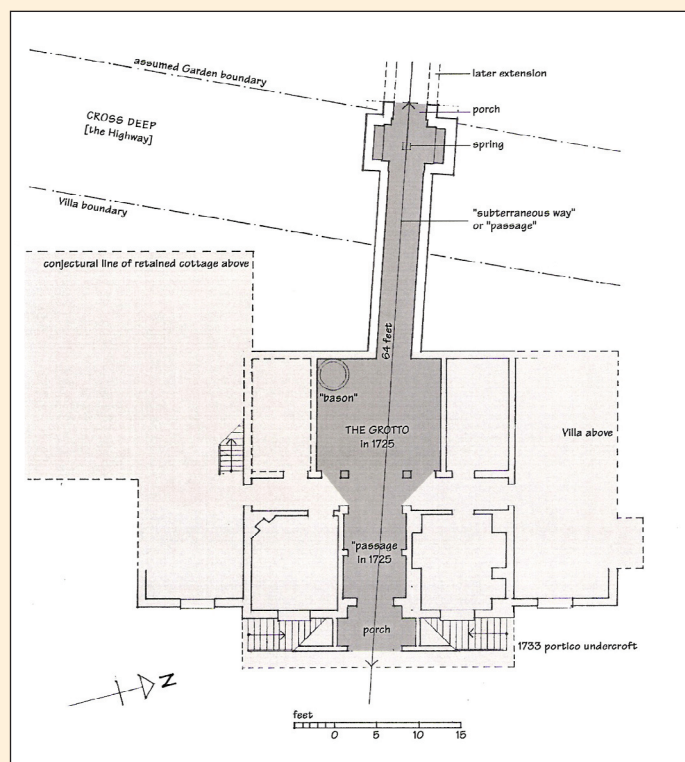 later extension
assumed Garden boundary
porch
CROSS DEEP
[the Highway]
spring
Villa boundary
"subterraneous way"
or "passage"
conjectural line of retained cottage above
64 feet
"bason"
THE GROTTO
in 1725
Villa above
"passage
in 1725
porch
1733 portico undercroft
N
feet
0 5 10 15